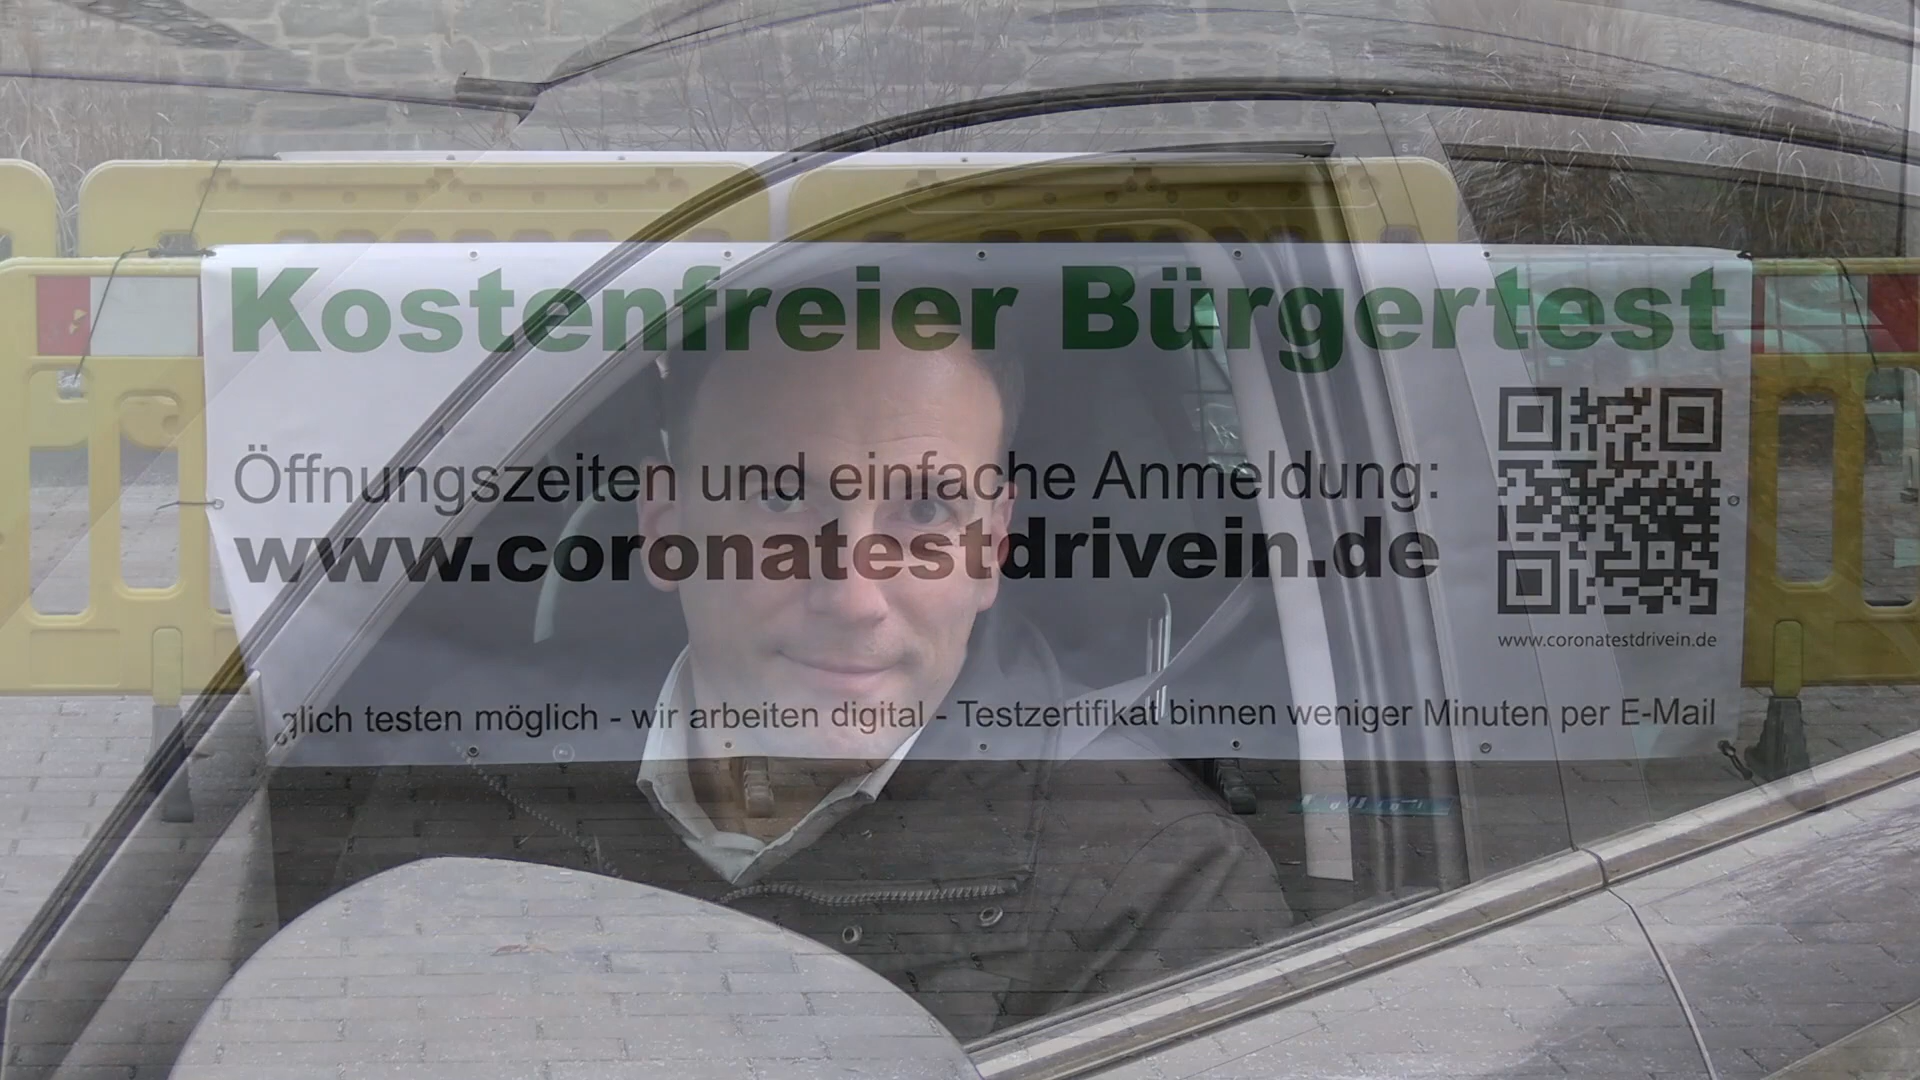 Kostenfreier Bürgertest
Öffnungszeiten und einfache Anmeldung:
www.coronatestdrivein.de
www.coronatestdrivein.de
glich testen möglich - wir arbeiten digital - Testzertifikat binnen weniger Minuten per E-Mail